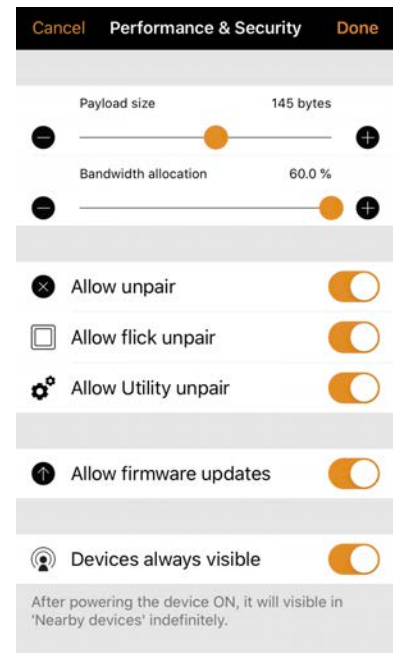 Cancel Performance & Security Done
Payload size 145 bytes
Bandwidth allocation 60.0 %
Allow unpair
Allow flick unpair
Allow Utility unpair
Allow firmware updates
Devices always visible
After powering the device ON, it will visible in
'Nearby devices' indefinitely.